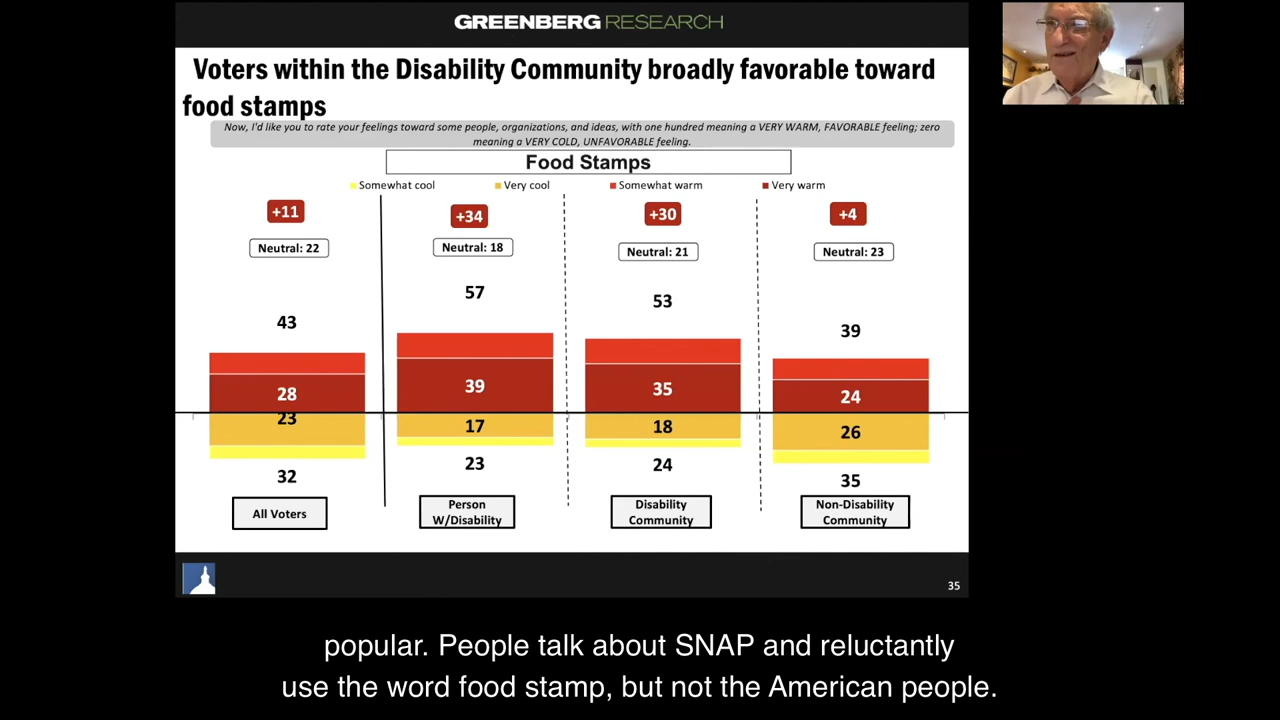 GREENBERG RESEARCH
Voters within the Disability Community broadly favorable toward
food stamps
Now, I'd like you to rate your feelings toward some people, organizations, and ideas, with one hundred meaning a VERY WARM, FAVORABLE feeling; zero
meaning a VERY COLD, UNFAVORABLE feeling.
Food Stamps
Somewhat cool Very cool Somewhat warm Very warm
+11 +34 +30 +4
Neutral: 22 Neutral: 18 Neutral: 21 Neutral: 23
43 57 53 39
28 39 35 24
23 17 18 26
32 23 24 35
All Voters
Person
W/Disability
Disability
Community
Non-Disability
Community
35
popular. People talk about SNAP and reluctantly
use the word food stamp, but not the American people.